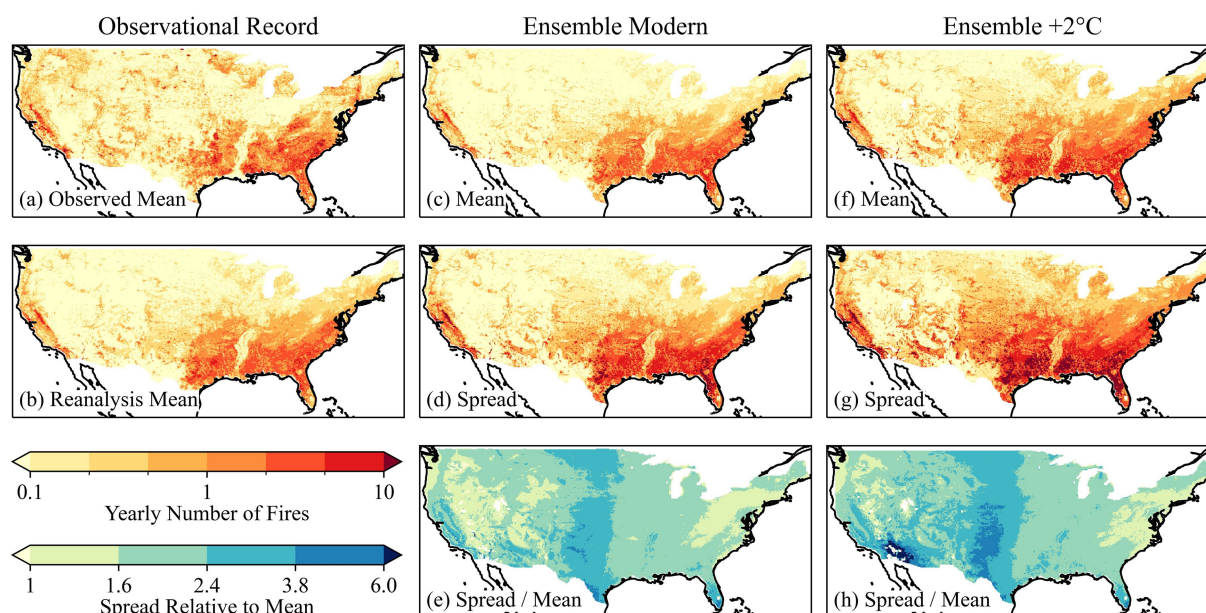 Observational Record
Ensemble Modern
Ensemble +2°C
(a) Observed Mean
(c) Mean
(f) Mean
(b) Reanalysis Mean
(d) Spread
(g) Spread
0.1 1 10
Yearly Number of Fires
1 1.6 2.4 3.8 6.0
Spread Relative to Mean
(e) Spread / Mean
(h) Spread / Mean